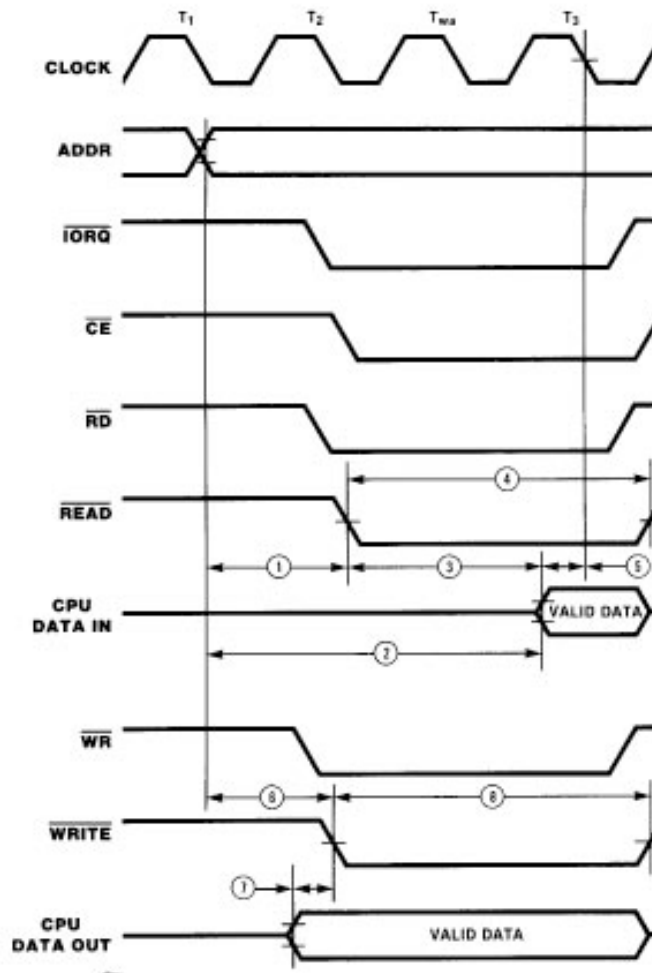 T1 T2 Twa T3
CLOCK
ADDR
IORQ
CE
RD
4
READ
1 3 5
CPU
DATA IN
VALID DATA
2
WR
6 8
WRITE
7
CPU
DATA OUT
VALID DATA